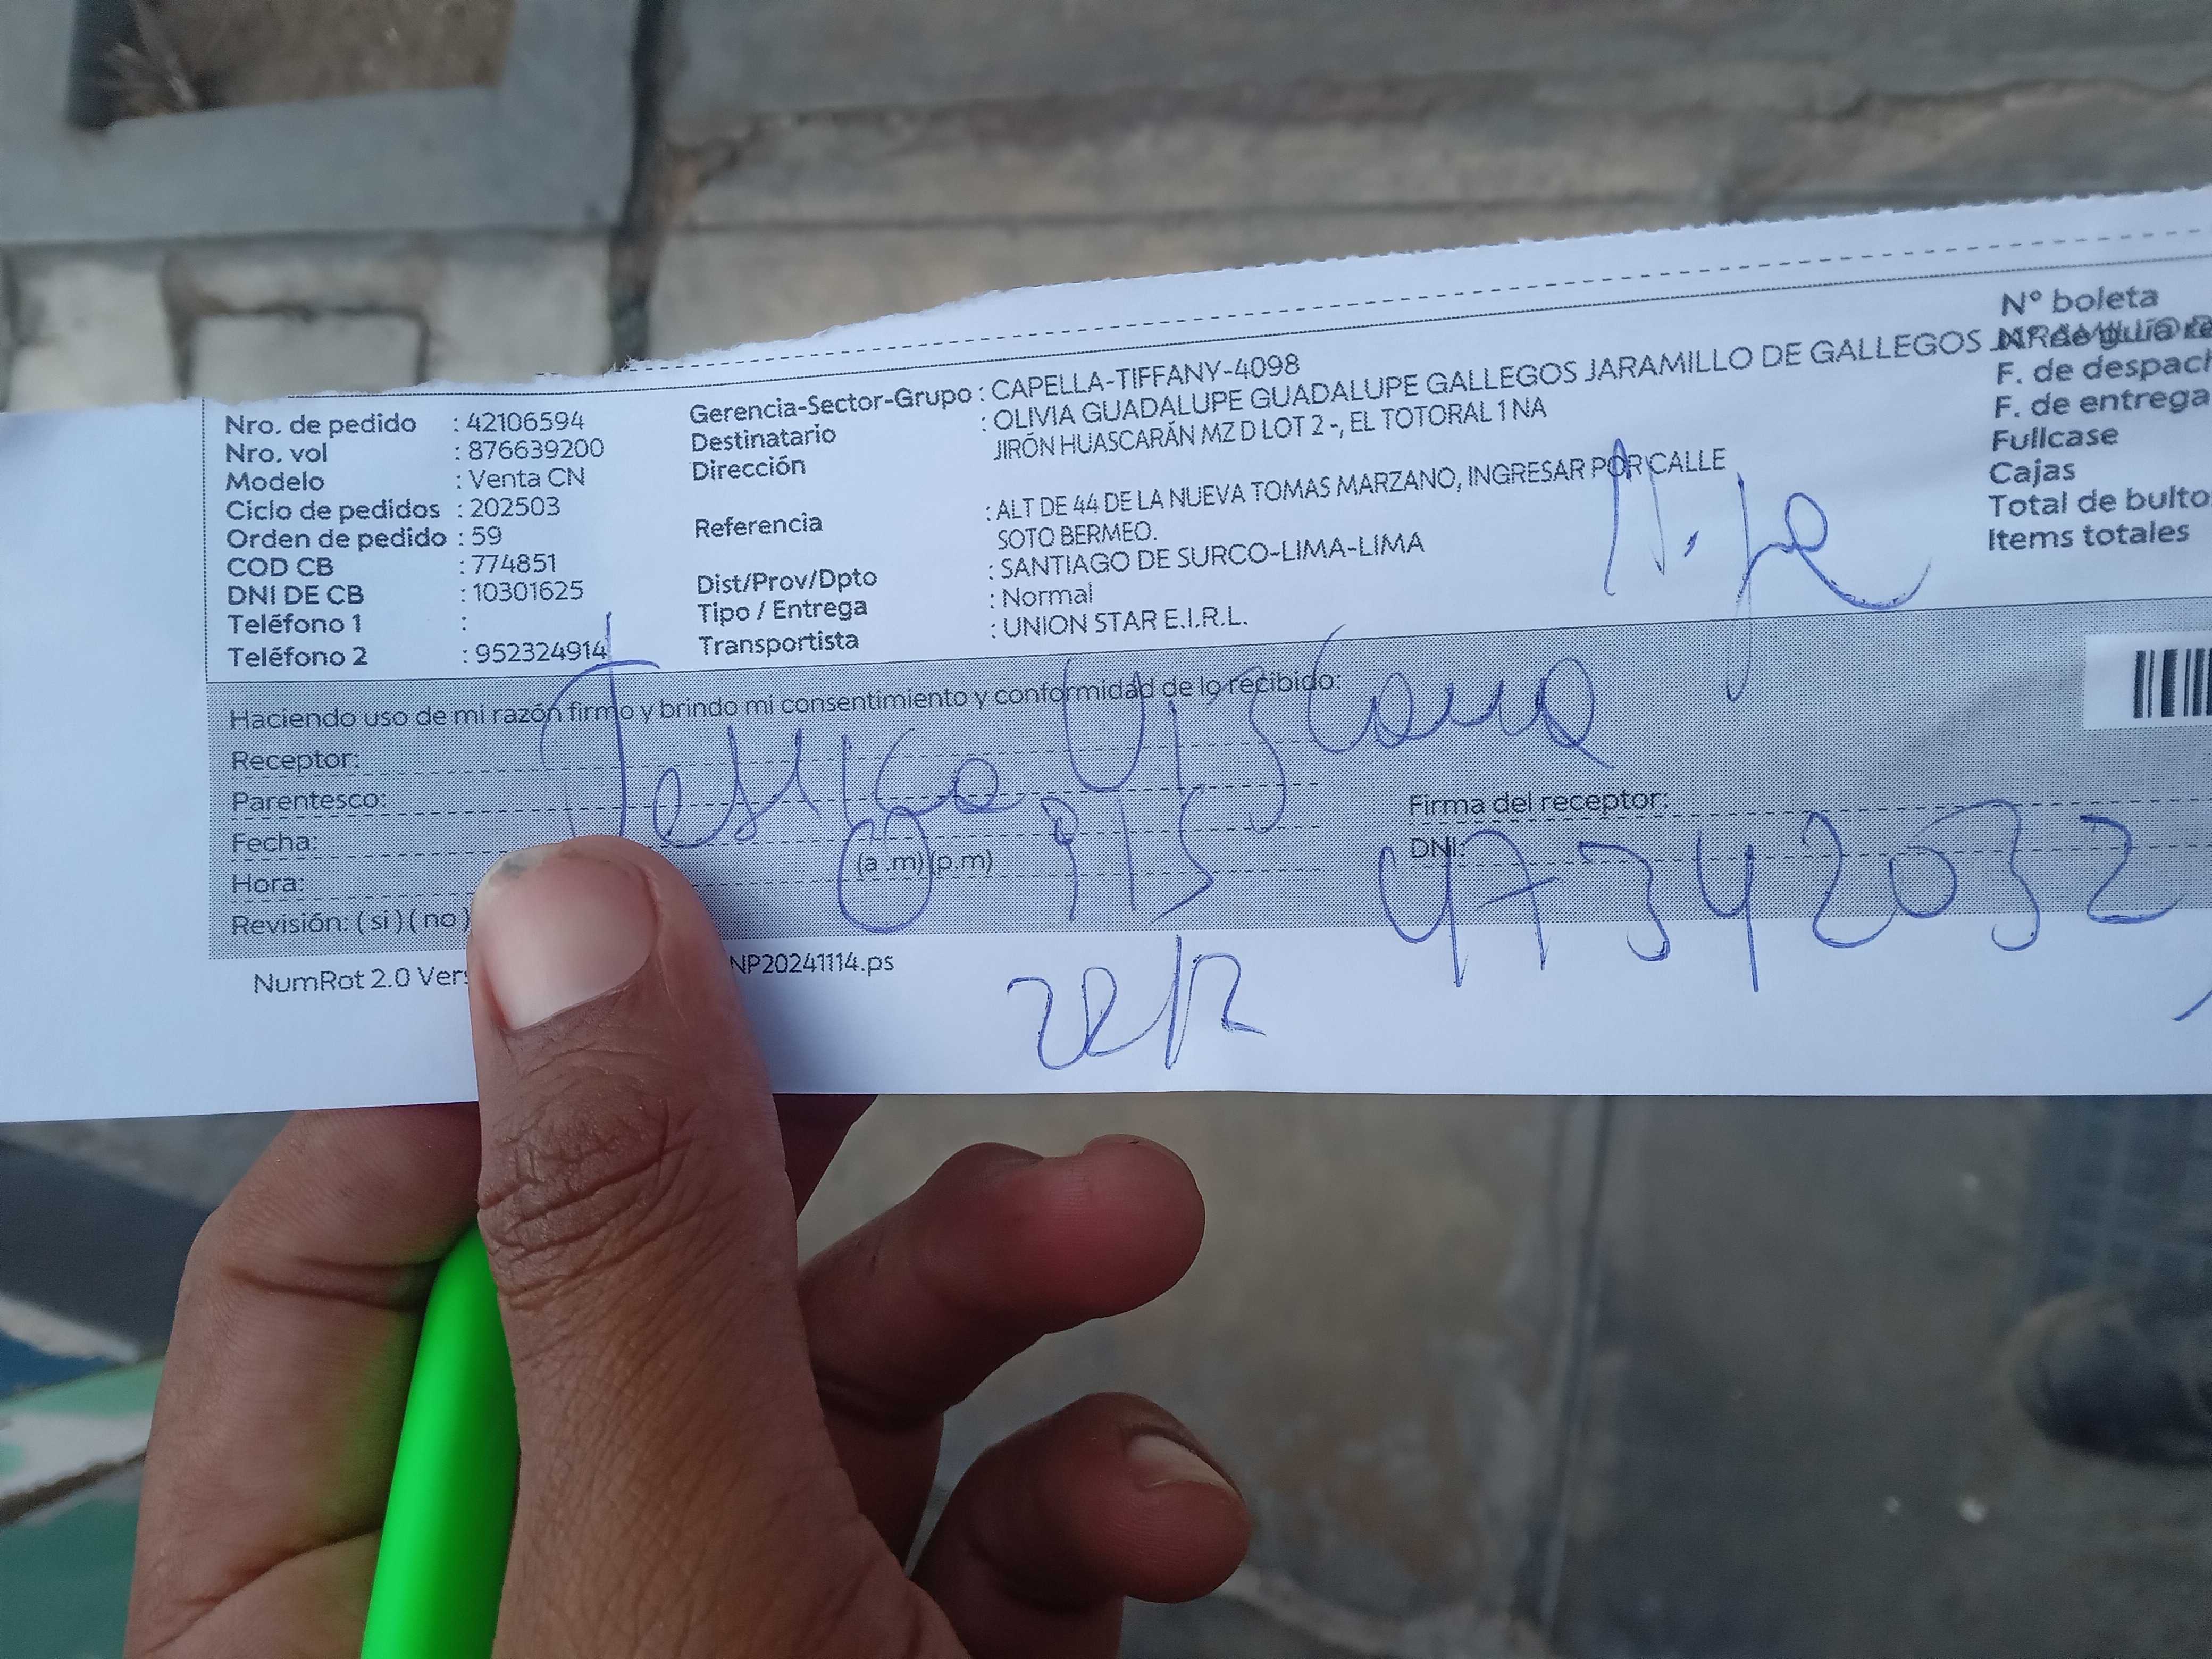 Nro. de pedido : 42106594
Nro. vol : 876639200
Modelo : Venta CN
Ciclo de pedidos : 202503
Orden de pedido : 59
COD CB : 774851
DNI DE CB : 10301625
Teléfono 1 :
Teléfono 2 : 952324914
Gerencia-Sector-Grupo : CAPELLA-TIFFANY-4098
Destinatario : OLIVIA GUADALUPE GUADALUPE GALLEGOS JARAMILLO DE GALLEGOS JARAMILLO
Dirección JIRÓN HUASCARÁN MZ D LOT 2 -, EL TOTORAL 1 NA
Referencia : ALT DE 44 DE LA NUEVA TOMAS MARZANO, INGRESAR POR CALLE
SOTO BERMEO.
Dist/Prov/Dpto : SANTIAGO DE SURCO-LIMA-LIMA
Tipo / Entrega : Normal
Transportista : UNION STAR E.I.R.L.
N° boleta
N° de guía re
F. de despach
F. de entrega
Fullcase
Cajas
Total de bulto
Items totales
Haciendo uso de mi razón firmo y brindo mi consentimiento y conformidad de lo recibido:
Receptor: Jessica
Parentesco:
Fecha:
Hora: (a .m) (p.m)
Revisión: ( si ) ( no )
Firma del receptor:
DNI: 47342032
NumRot 2.0 Vers NP20241114.ps